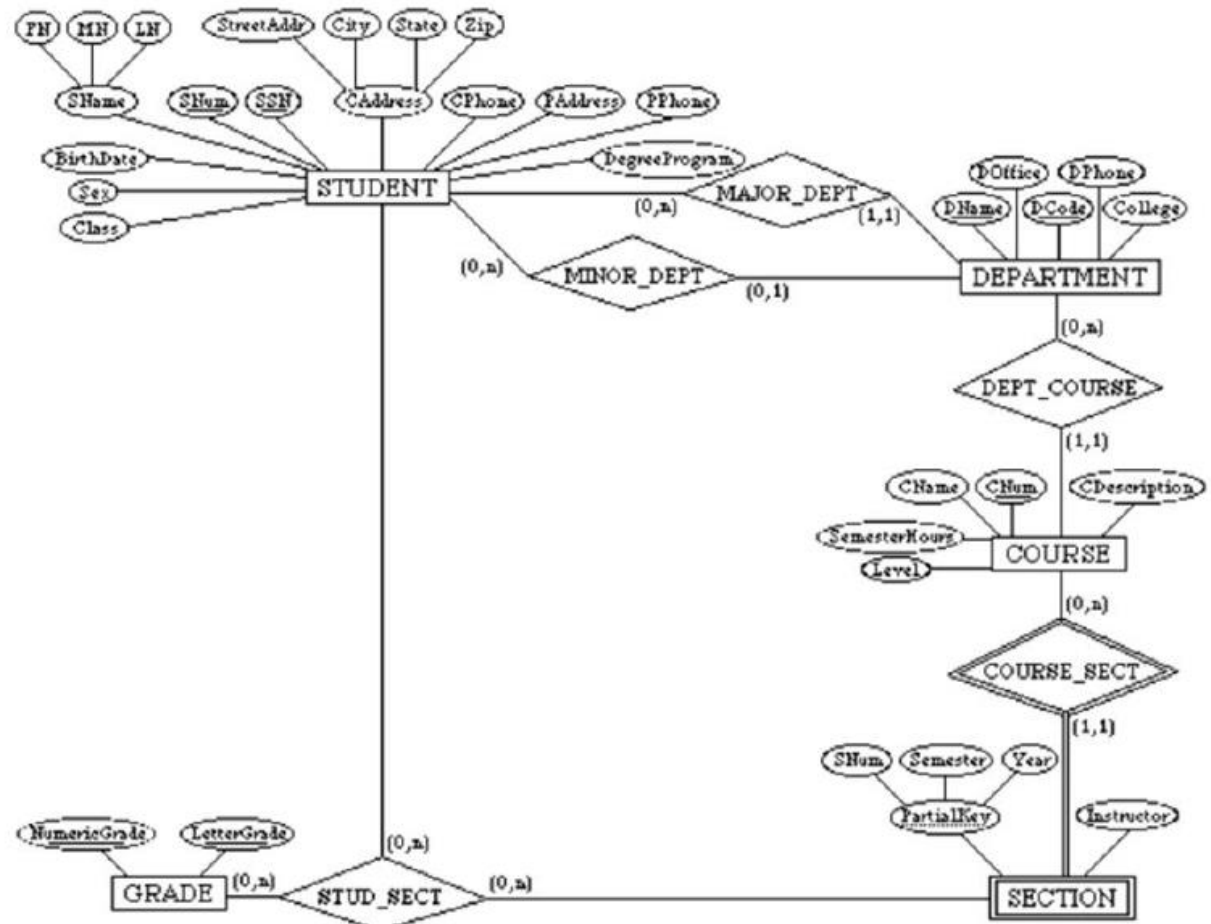 FN MN LN StreetAddr City State Zip
SName SNum SSN CAddress CPhone PAddress PPhone
BirthDate DegreeProgram
Sex STUDENT MAJOR_DEPT DOffice DPhone
Class (0,n) (1,1) DName DCode College
(0,n) MINOR_DEPT (0,1) DEPARTMENT
(0,n)
DEPT_COURSE
(1,1)
CName CNum CDescription
SemesterHours COURSE
Level
(0,n)
COURSE_SECT
(1,1)
SNum Semester Year
PartialKey Instructor
NumericGrade LetterGrade (0,n)
GRADE (0,n) STUD_SECT (0,n) SECTION